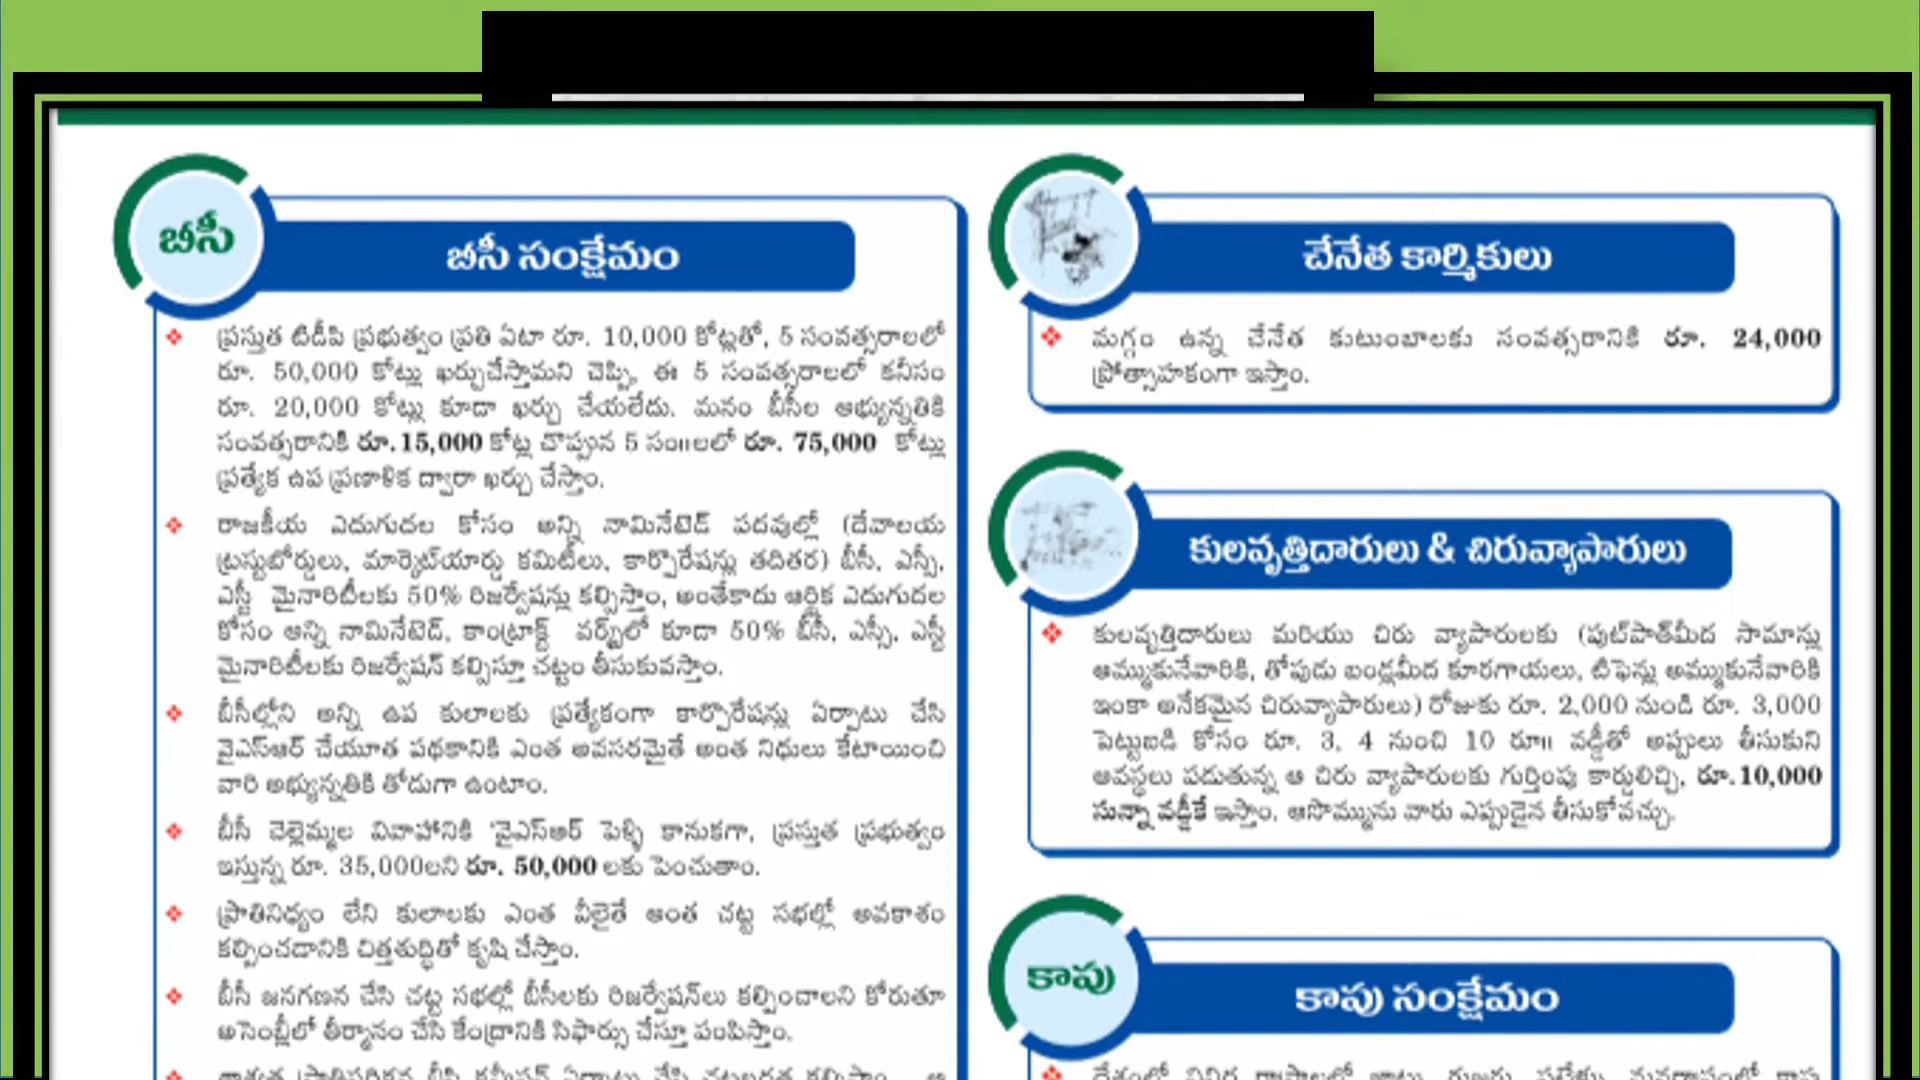 బీసీ
బీసీ సంక్షేమం
ప్రస్తుత టిడీపి ప్రభుత్వం ప్రతి ఏటా రూ. 10,000 కోట్లతో, 5 సంవత్సరాలలో
రూ. 50,000 కోట్లు ఖర్చుచేస్తామని చెప్పి, ఈ 5 సంవత్సరాలలో కనీసం
రూ. 20,000 కోట్లు కూడా ఖర్చు చేయలేదు. మనం బీసీల అభ్యున్నతికి
సంవత్సరానికి రూ.15,000 కోట్ల చొప్పున 5 సం॥లలో రూ. 75,000 కోట్లు
ప్రత్యేక ఉప ప్రణాళిక ద్వారా ఖర్చు చేస్తాం.
రాజకీయ ఎదుగుదల కోసం అన్ని నామినేటెడ్ పదవుల్లో (దేవాలయ
ట్రస్టుబోర్డులు, మార్కెట్‌యార్డు కమిటీలు, కార్పొరేషన్లు తదితర) బీసీ, ఎస్సీ,
ఎస్టీ మైనారిటీలకు 50% రిజర్వేషన్లు కల్పిస్తాం, అంతేకాదు ఆర్థిక ఎదుగుదల
కోసం అన్ని నామినేటెడ్, కాంట్రాక్ట్ వర్క్స్‌లో కూడా 50% బీసీ, ఎస్సీ, ఎస్టీ
మైనారిటీలకు రిజర్వేషన్ కల్పిస్తూ చట్టం తీసుకువస్తాం.
బీసీల్లోని అన్ని ఉప కులాలకు ప్రత్యేకంగా కార్పొరేషన్లు ఏర్పాటు చేసి
వైఎస్ఆర్ చేయూత పథకానికి ఎంత అవసరమైతే అంత నిధులు కేటాయించి
వారి అభ్యున్నతికి తోడుగా ఉంటాం.
బీసీ చెల్లెమ్మల వివాహానికి 'వైఎస్ఆర్ పెళ్ళి కానుకగా, ప్రస్తుత ప్రభుత్వం
ఇస్తున్న రూ. 35,000లని రూ. 50,000 లకు పెంచుతాం.
ప్రాతినిధ్యం లేని కులాలకు ఎంత వీలైతే అంత చట్ట సభల్లో అవకాశం
కల్పించడానికి చిత్తశుద్ధితో కృషి చేస్తాం.
బీసీ జనగణన చేసి చట్ట సభల్లో బీసీలకు రిజర్వేషన్‌లు కల్పించాలని కోరుతూ
అసెంబ్లీలో తీర్మానం చేసి కేంద్రానికి సిఫార్సు చేస్తూ పంపిస్తాం.
చేనేత కార్మికులు
మగ్గం ఉన్న చేనేత కుటుంబాలకు సంవత్సరానికి రూ. 24,000
ప్రోత్సాహకంగా ఇస్తాం.
కులవృత్తిదారులు & చిరువ్యాపారులు
కులవృత్తిదారులు మరియు చిరు వ్యాపారులకు (పుట్‌పాత్‌మీద సామాన్లు
అమ్ముకునేవారికి, తోపుడు బండ్లమీద కూరగాయలు, టిఫెన్లు అమ్ముకునేవారికి
ఇంకా అనేకమైన చిరువ్యాపారులు) రోజుకు రూ. 2,000 నుండి రూ. 3,000
పెట్టుబడి కోసం రూ. 3, 4 నుంచి 10 రూ॥ వడ్డీతో అప్పులు తీసుకుని
అవస్థలు పడుతున్న ఆ చిరు వ్యాపారులకు గుర్తింపు కార్డులిచ్చి, రూ.10,000
సున్నా వడ్డీకే ఇస్తాం. ఆసొమ్మును వారు ఎప్పుడైన తీసుకోవచ్చు.
కాపు
కాపు సంక్షేమం